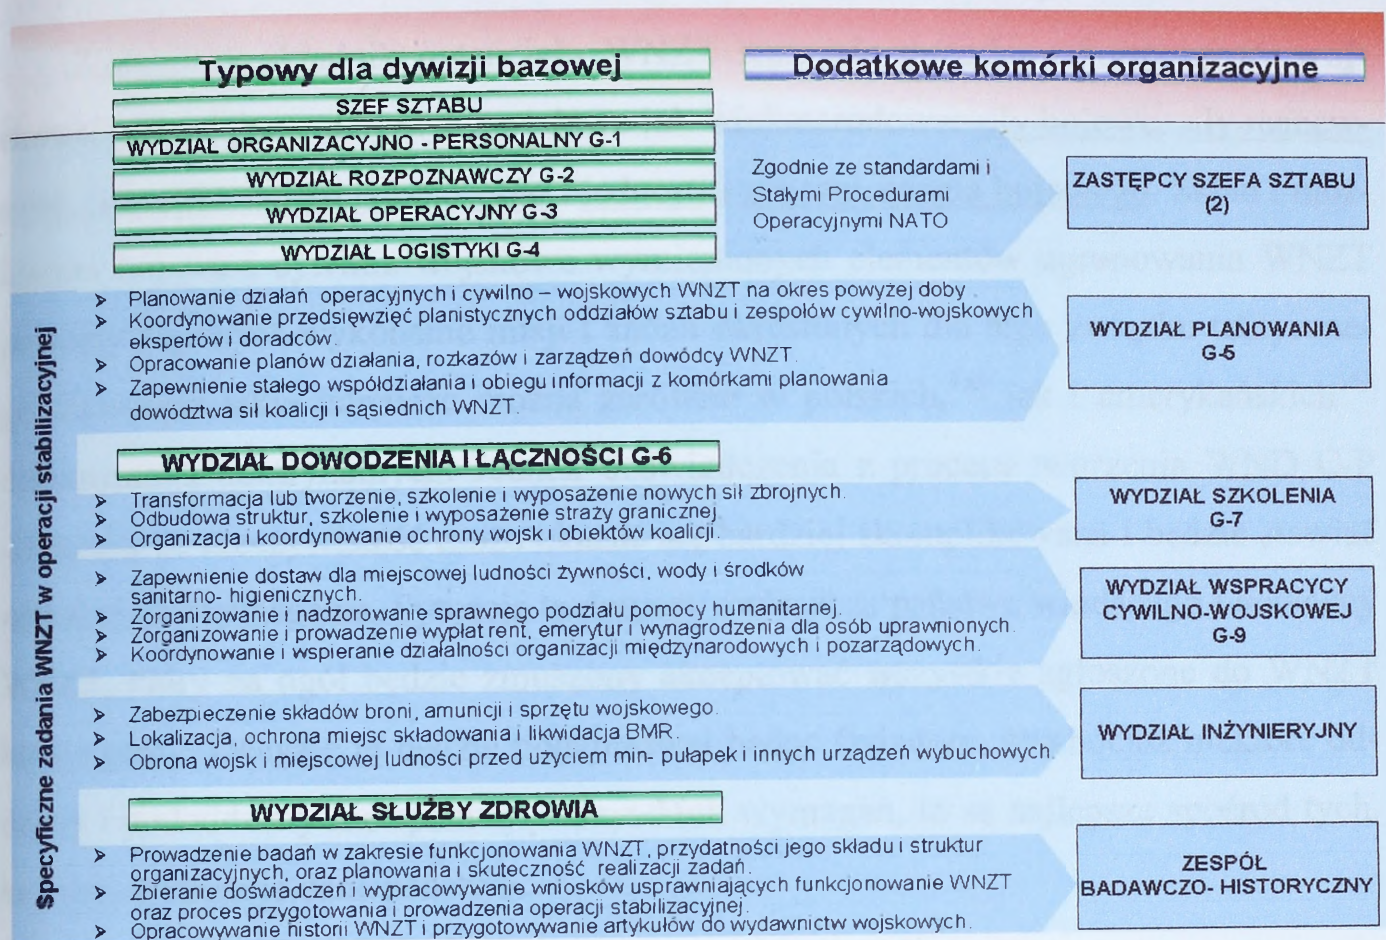 Typowy dla dywizji bazowej
Dodatkowe komórki organizacyjne
SZEF SZTABU
WYDZIAŁ ORGANIZACYJNO - PERSONALNY G-1
WYDZIAŁ ROZPOZNAWCZY G-2
WYDZIAŁ OPERACYJNY G-3
WYDZIAŁ LOGISTYKI G-4
Zgodnie ze standardami i
Stałymi Procedurami
Operacyjnymi NATO
ZASTĘPCY SZEFA SZTABU
(2)
Specyficzne zadania WNZT w operacji stabilizacyjnej
➢ Planowanie działań operacyjnych i cywilno – wojskowych WNZT na okres powyżej doby .
➢ Koordynowanie przedsięwzięć planistycznych oddziałów sztabu i zespołów cywilno-wojskowych
ekspertów i doradców.
➢ Opracowanie planów działania, rozkazów i zarządzeń dowódcy WNZT.
➢ Zapewnienie stałego współdziałania i obiegu informacji z komórkami planowania
dowództwa sił koalicji i sąsiednich WNZT.
WYDZIAŁ PLANOWANIA
G-5
WYDZIAŁ DOWODZENIA I ŁĄCZNOŚCI G-6
➢ Transformacja lub tworzenie, szkolenie i wyposażenie nowych sił zbrojnych.
➢ Odbudowa struktur, szkolenie i wyposażenie straży granicznej.
➢ Organizacja i koordynowanie ochrony wojsk i obiektów koalicji.
WYDZIAŁ SZKOLENIA
G-7
➢ Zapewnienie dostaw dla miejscowej ludności żywności, wody i środków
sanitarno- higienicznych.
➢ Zorganizowanie i nadzorowanie sprawnego podziału pomocy humanitarnej.
➢ Zorganizowanie i prowadzenie wypłat rent, emerytur i wynagrodzenia dla osób uprawnionych.
➢ Koordynowanie i wspieranie działalności organizacji międzynarodowych i pozarządowych.
WYDZIAŁ WSPRACYCY
CYWILNO-WOJSKOWEJ
G-9
➢ Zabezpieczenie składów broni, amunicji i sprzętu wojskowego.
➢ Lokalizacja, ochrona miejsc składowania i likwidacja BMR.
➢ Obrona wojsk i miejscowej ludności przed użyciem min- pułapek i innych urządzeń wybuchowych.
WYDZIAŁ INŻYNIERYJNY
WYDZIAŁ SŁUŻBY ZDROWIA
➢ Prowadzenie badań w zakresie funkcjonowania WNZT, przydatności jego składu i struktur
organizacyjnych, oraz planowania i skuteczność realizacji zadań.
➢ Zbieranie doświadczeń i wypracowywanie wniosków usprawniających funkcjonowanie WNZT
oraz proces przygotowania i prowadzenia operacji stabilizacyjnej.
➢ Opracowywanie historii WNZT i przygotowywanie artykułów do wydawnictw wojskowych.
ZESPÓŁ
BADAWCZO- HISTORYCZNY